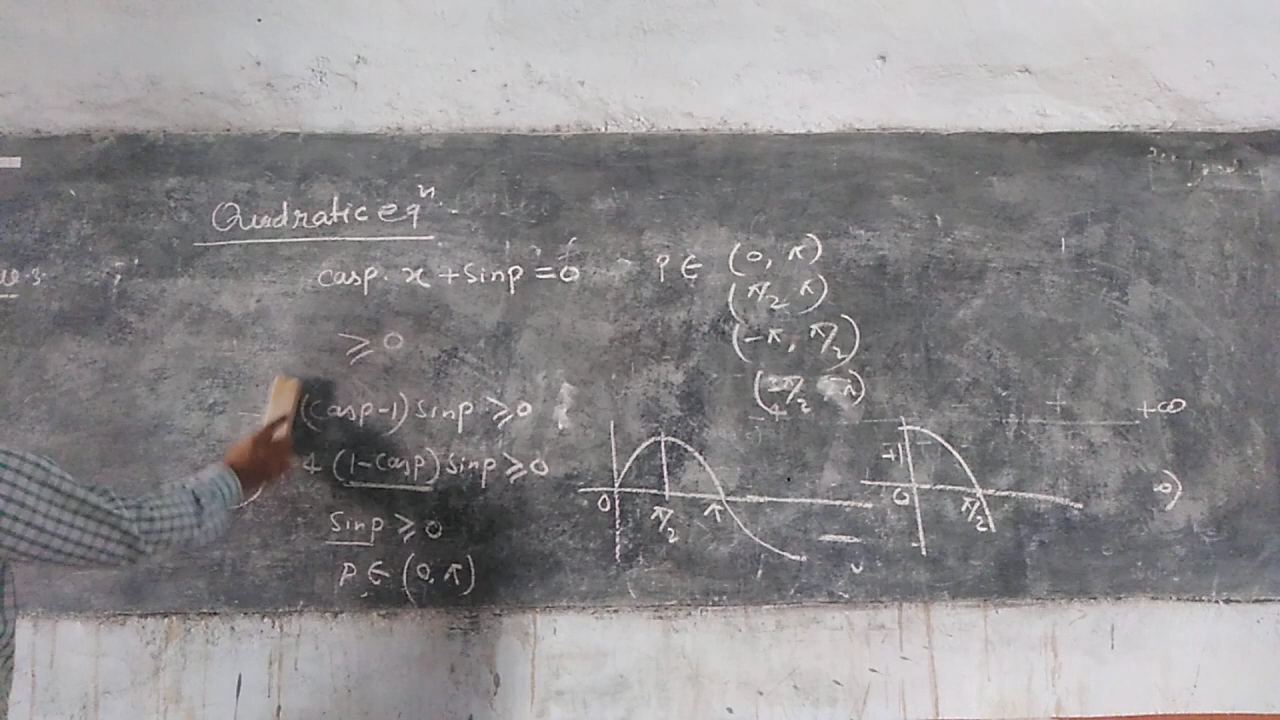 Quadratic eqⁿ.
cosp. x + Sinp = 0
P ∈ (0, π)
(π/2, π)
(-π, π/2)
≥ 0
(cosp-1) Sinp ≥ 0
+∞
4 (1-cosp) Sinp ≥ 0
Sinp ≥ 0
P ∈ (0, π)
0 π/2 π
+1
0 π/2